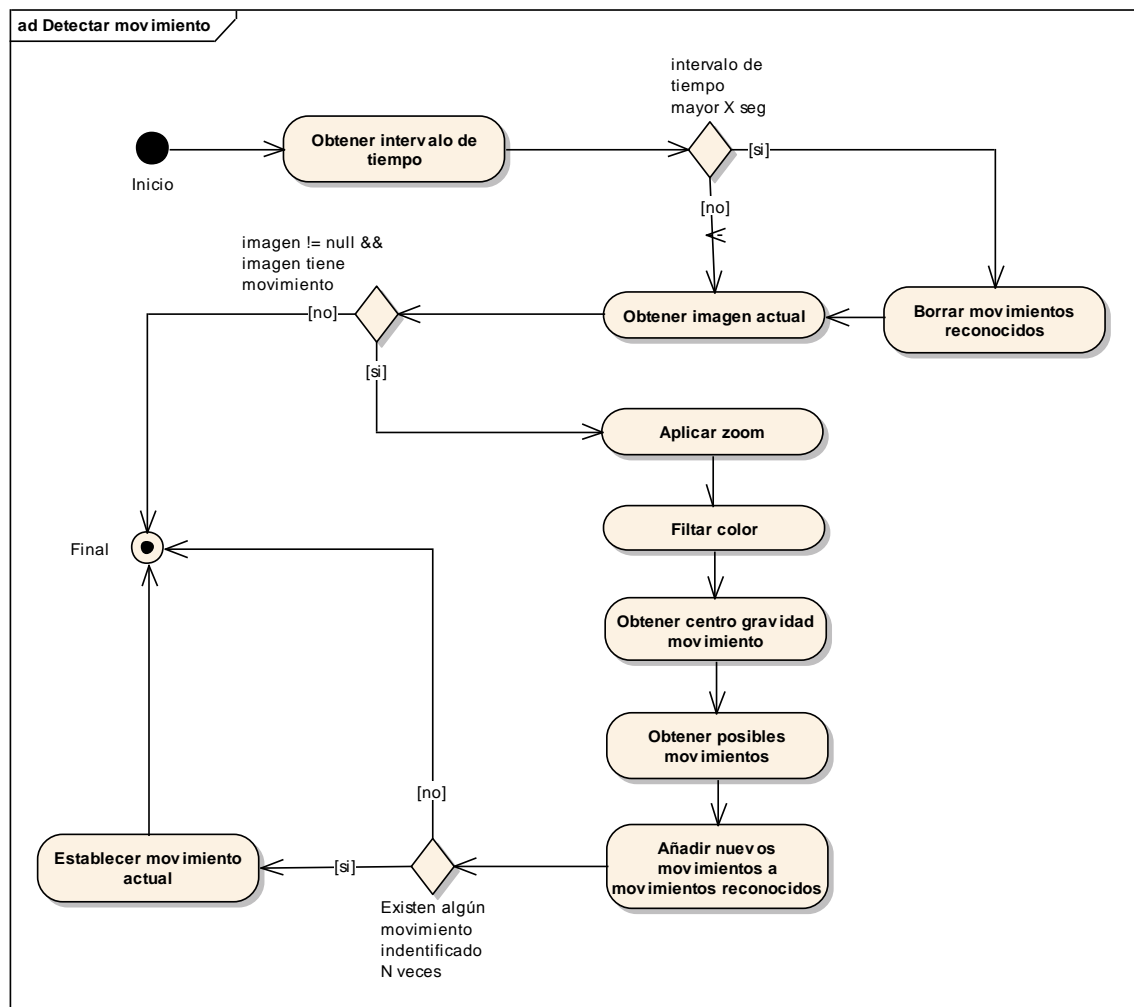 ad Detectar movimiento
intervalo de
tiempo
mayor X seg
Obtener intervalo de
tiempo
[si]
Inicio
[no]
imagen != null &&
imagen tiene
movimiento
[no]
Obtener imagen actual
Borrar movimientos
reconocidos
[si]
Aplicar zoom
Filtar color
Final
Obtener centro gravidad
movimiento
Obtener posibles
movimientos
[no]
Establecer movimiento
actual
[si]
Añadir nuevos
movimientos a
movimientos reconocidos
Existen algún
movimiento
indentificado
N veces